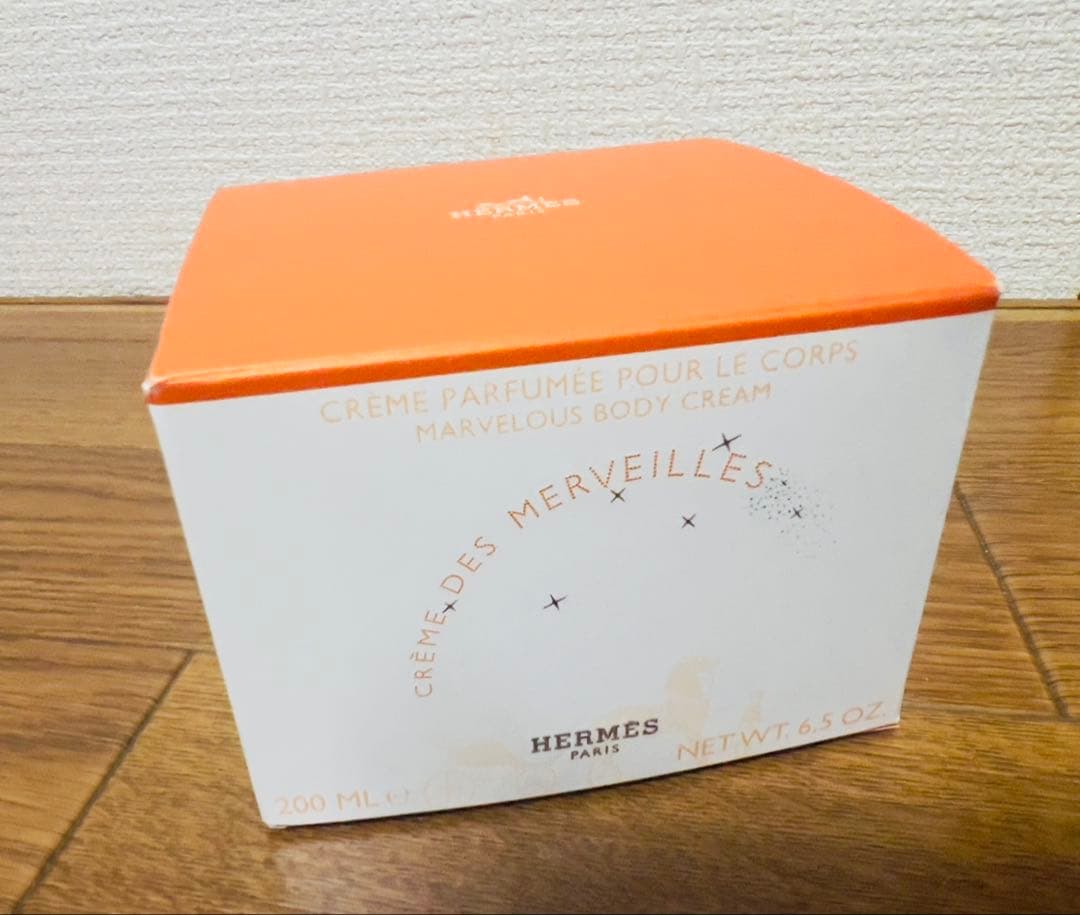 HERMÈS
PARIS
CRÈME PARFUMÉE POUR LE CORPS
MARVELOUS BODY CREAM
CRÈME DES MERVEILLES
HERMÈS
PARIS
200 ML ℮
NET WT. 6.5 OZ.